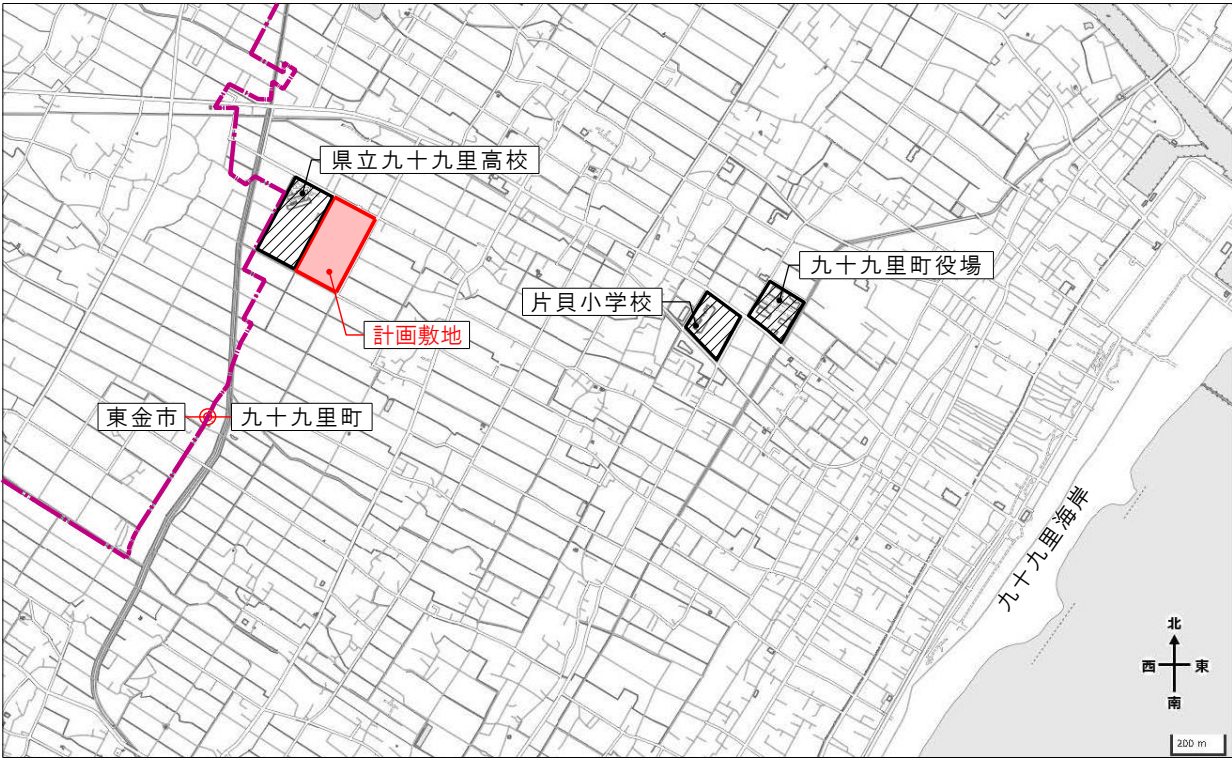 県立九十九里高校
九十九里町役場
片貝小学校
計画敷地
東金市
九十九里町
九十九里海岸
北
西
東
南
200 m